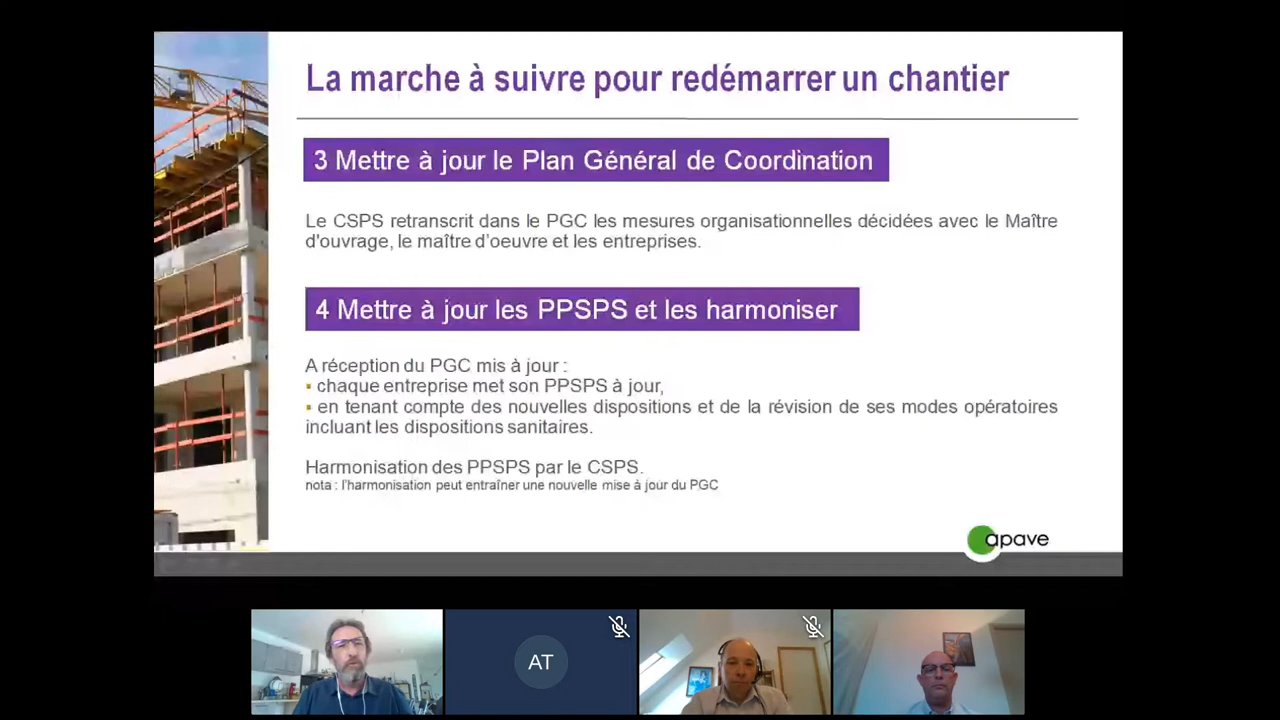 La marche à suivre pour redémarrer un chantier
3 Mettre à jour le Plan Général de Coordination
Le CSPS retranscrit dans le PGC les mesures organisationnelles décidées avec le Maître
d'ouvrage, le maître d'oeuvre et les entreprises.
4 Mettre à jour les PPSPS et les harmoniser
A réception du PGC mis à jour :
▪ chaque entreprise met son PPSPS à jour,
▪ en tenant compte des nouvelles dispositions et de la révision de ses modes opératoires
incluant les dispositions sanitaires.
Harmonisation des PPSPS par le CSPS.
nota : l'harmonisation peut entraîner une nouvelle mise à jour du PGC
apave
AT